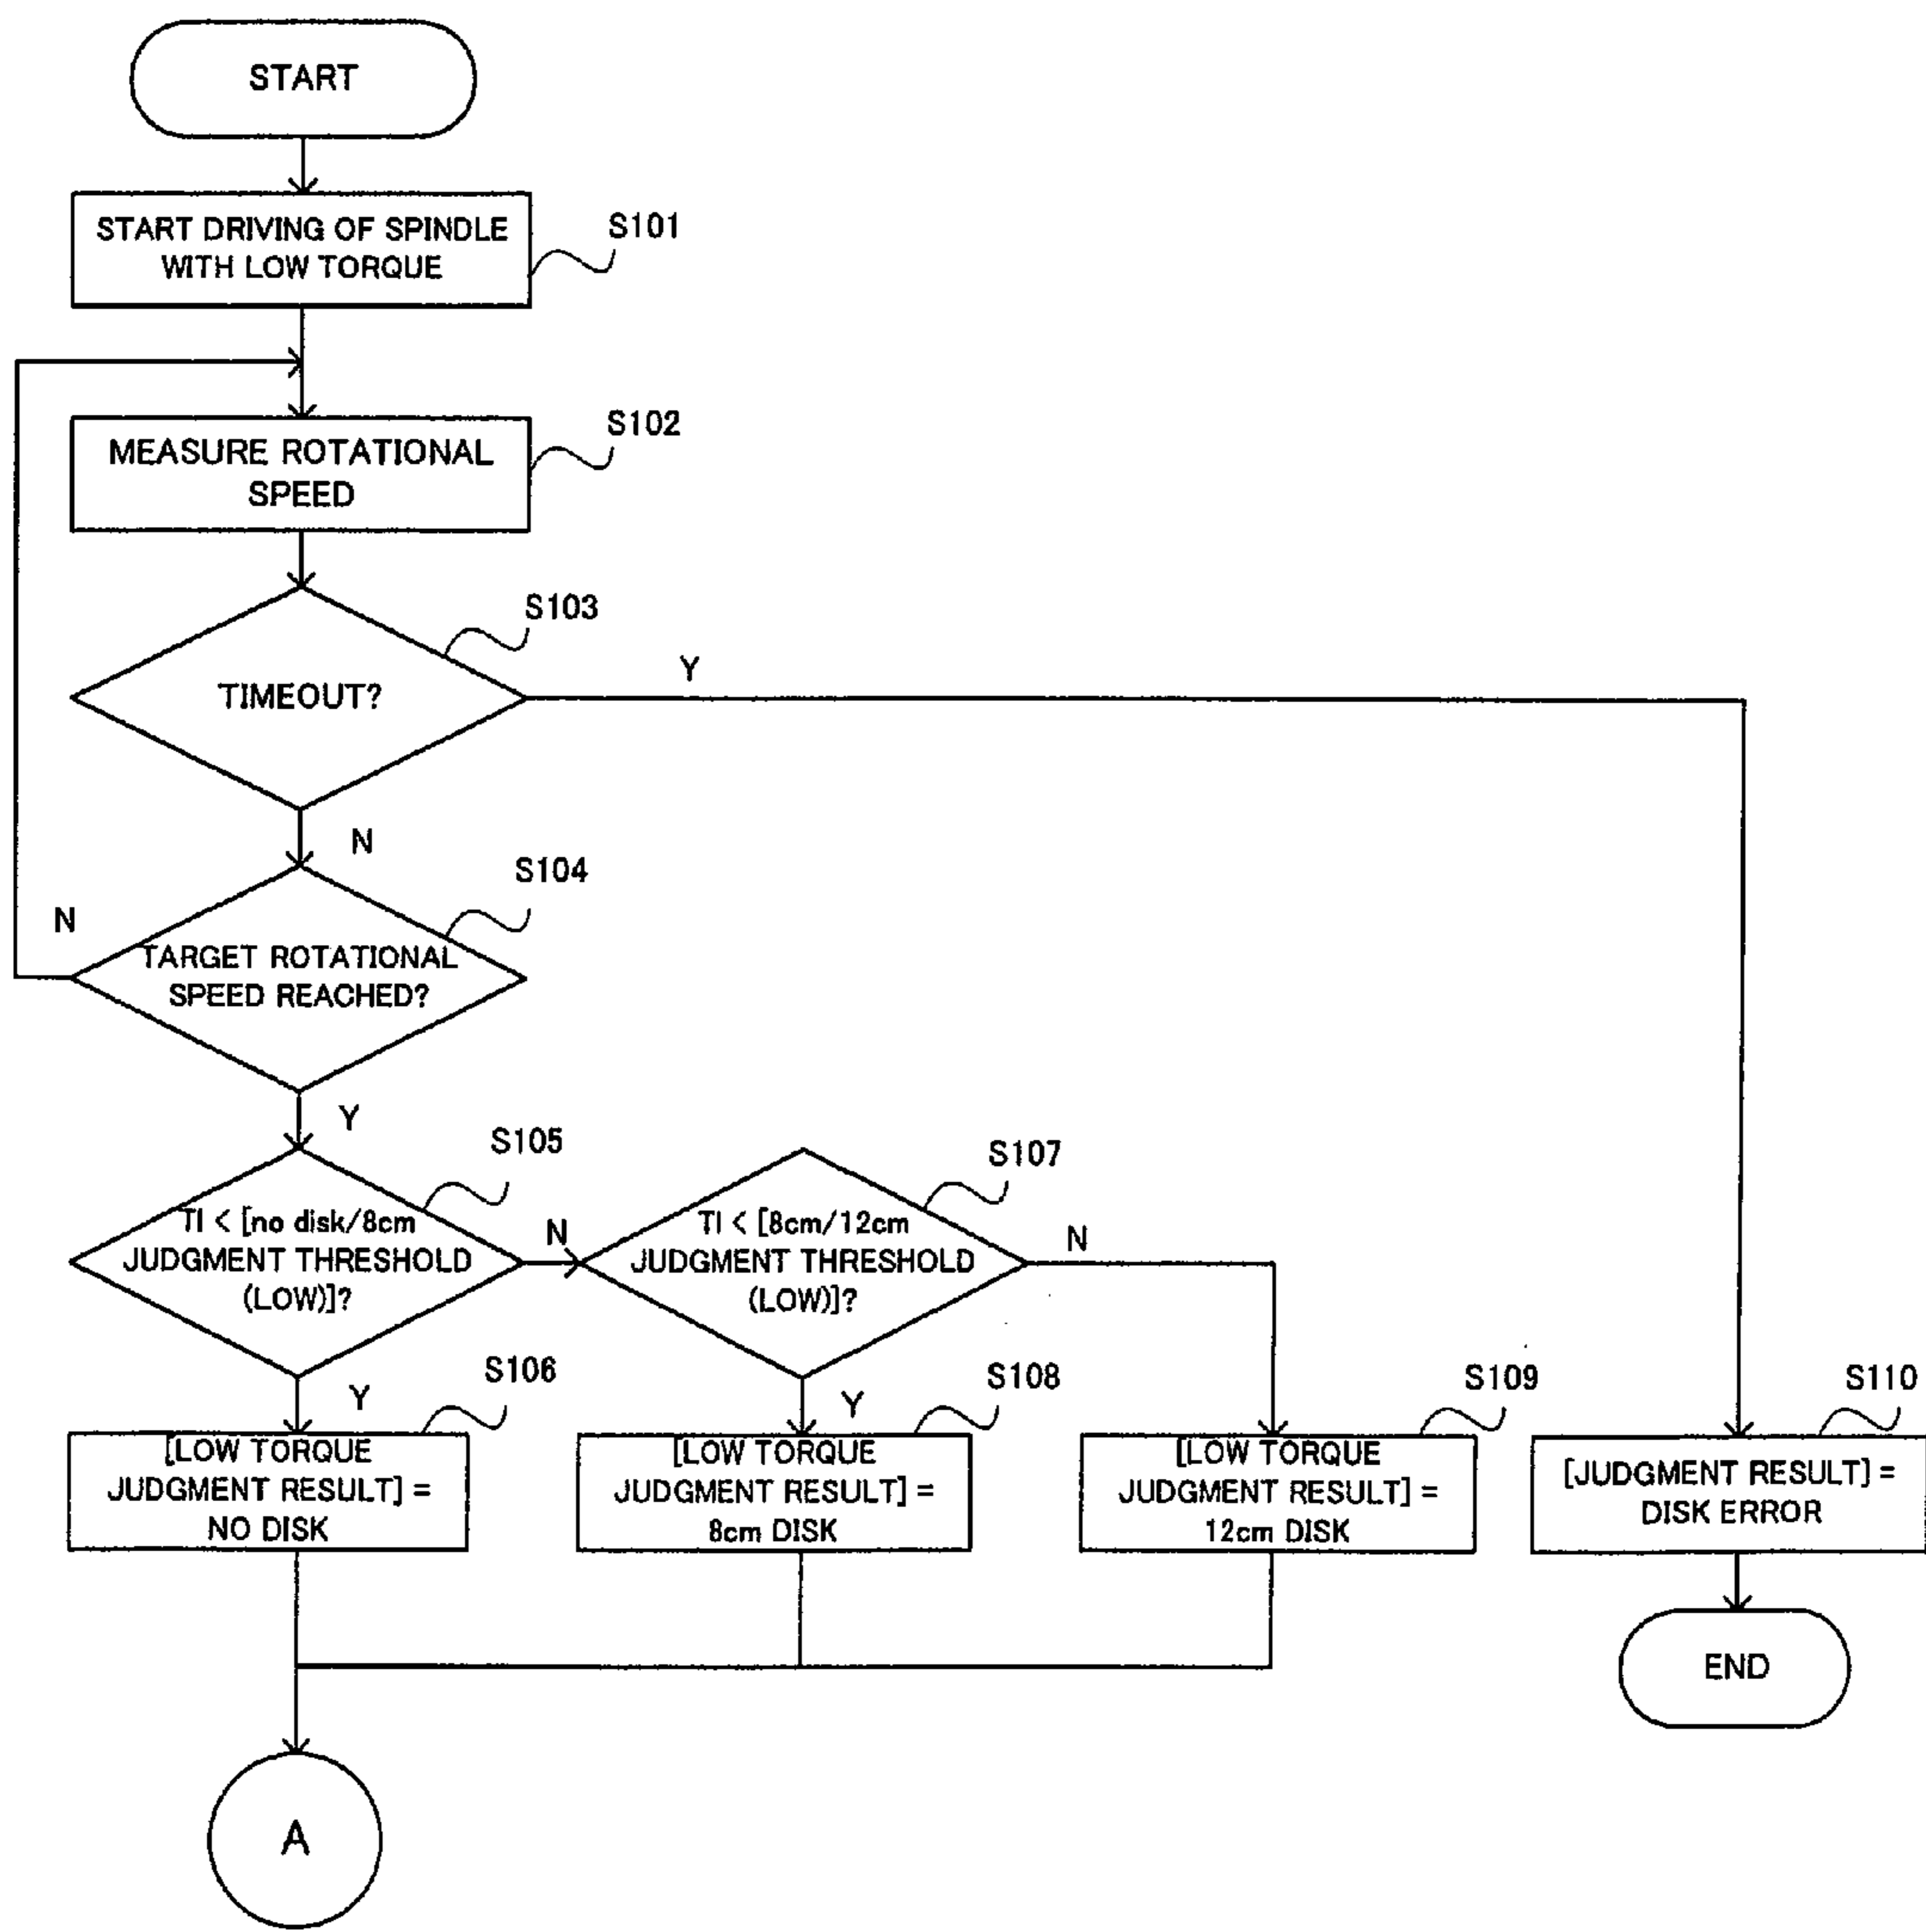 START
START DRIVING OF SPINDLE
WITH LOW TORQUE
S101
MEASURE ROTATIONAL
SPEED
S102
TIMEOUT?
S103
Y
N
TARGET ROTATIONAL
SPEED REACHED?
S104
N
Y
TI < [no disk/8cm
JUDGMENT THRESHOLD
(LOW)]?
S105
N
Y
TI < [8cm/12cm
JUDGMENT THRESHOLD
(LOW)]?
S107
N
Y
[LOW TORQUE
JUDGMENT RESULT] =
NO DISK
S106
[LOW TORQUE
JUDGMENT RESULT] =
8cm DISK
S108
[LOW TORQUE
JUDGMENT RESULT] =
12cm DISK
S109
[JUDGMENT RESULT] =
DISK ERROR
S110
END
A